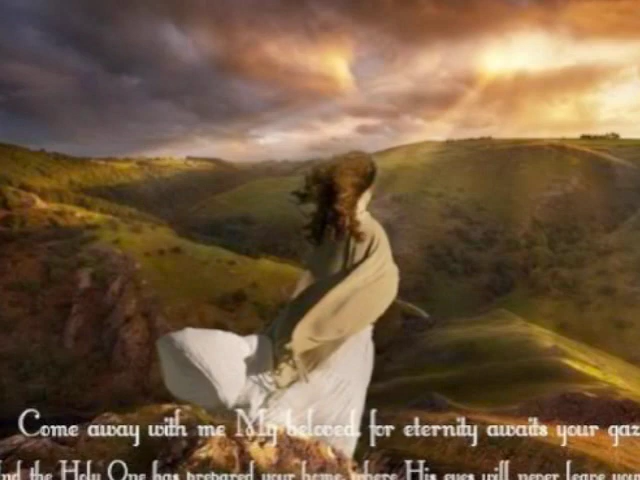 Come away with me My beloved, for eternity awaits your
the Holy One has prepared your home, where His eyes will never leave